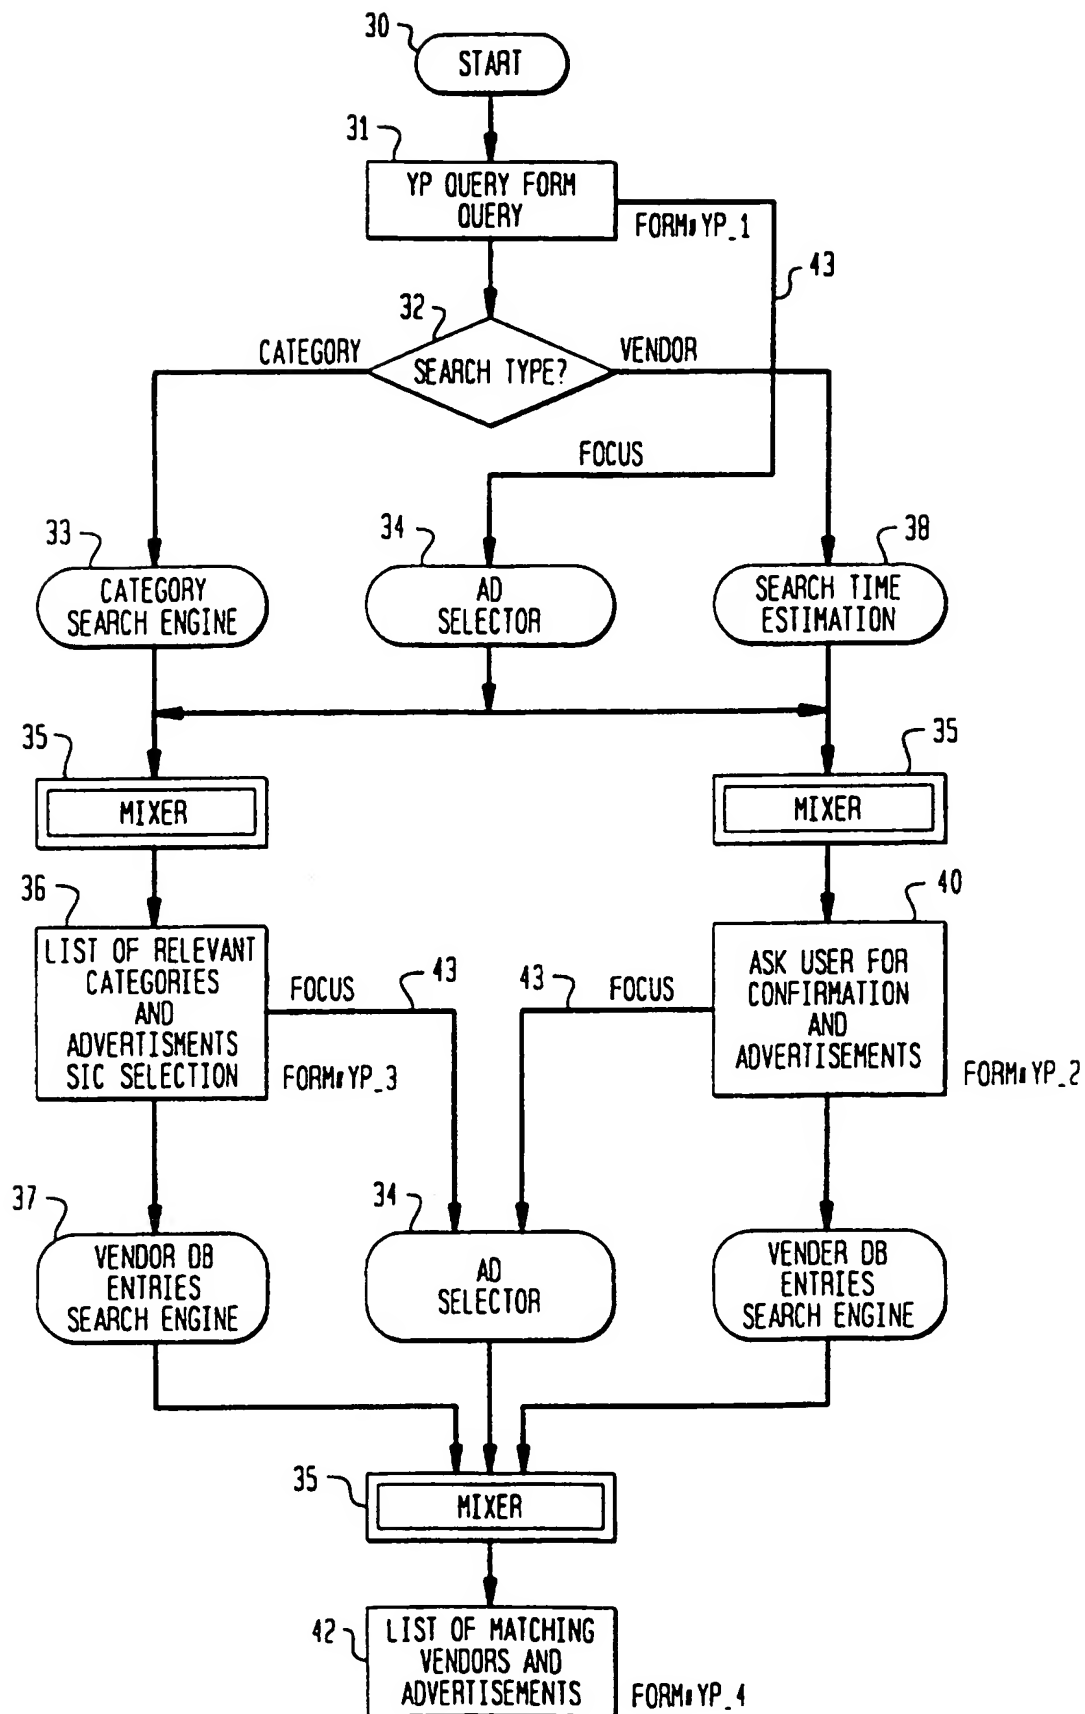 30
START
31
YP QUERY FORM
QUERY
FORM#YP_1
43
32
CATEGORY
SEARCH TYPE?
VENDOR
FOCUS
33
34
38
CATEGORY
SEARCH ENGINE
AD
SELECTOR
SEARCH TIME
ESTIMATION
35
35
MIXER
MIXER
36
40
LIST OF RELEVANT
CATEGORIES
AND
ADVERTISMENTS
SIC SELECTION
FOCUS
43
43
FOCUS
ASK USER FOR
CONFIRMATION
AND
ADVERTISEMENTS
FORM#YP_3
FORM#YP_2
37
34
VENDOR DB
ENTRIES
SEARCH ENGINE
AD
SELECTOR
VENDER DB
ENTRIES
SEARCH ENGINE
35
MIXER
42
LIST OF MATCHING
VENDORS AND
ADVERTISEMENTS
FORM#YP_4